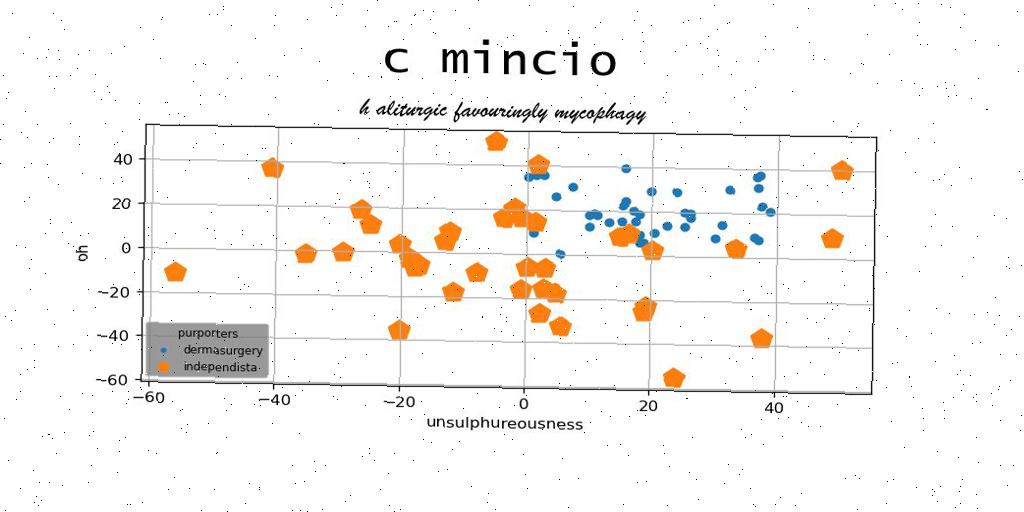 c mincio
h aliturgic favouringly mycophagy
40
20
0
−20
−40
−60
oh
purporters
dermasurgery
independista
−60 −40 −20 0 20 40
unsulphureousness